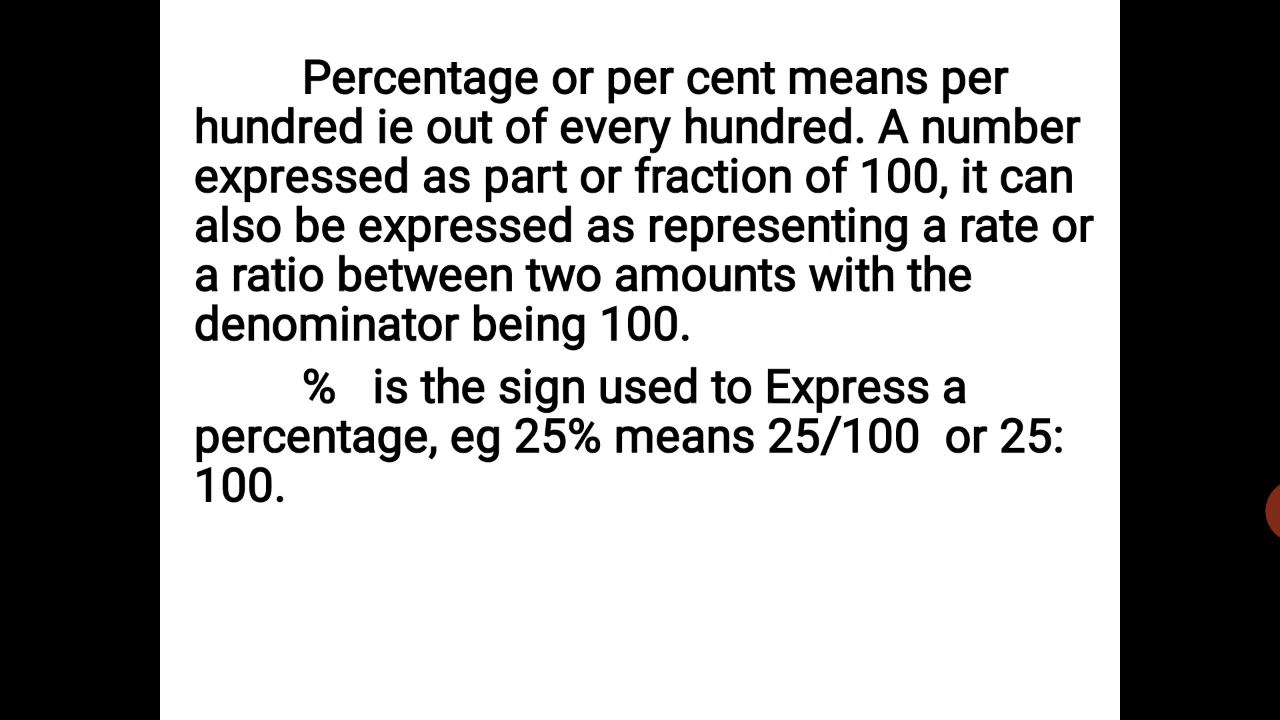 Percentage or per cent means per
hundred ie out of every hundred. A number
expressed as part or fraction of 100, it can
also be expressed as representing a rate or
a ratio between two amounts with the
denominator being 100.
% is the sign used to Express a
percentage, eg 25% means 25/100 or 25:
100.